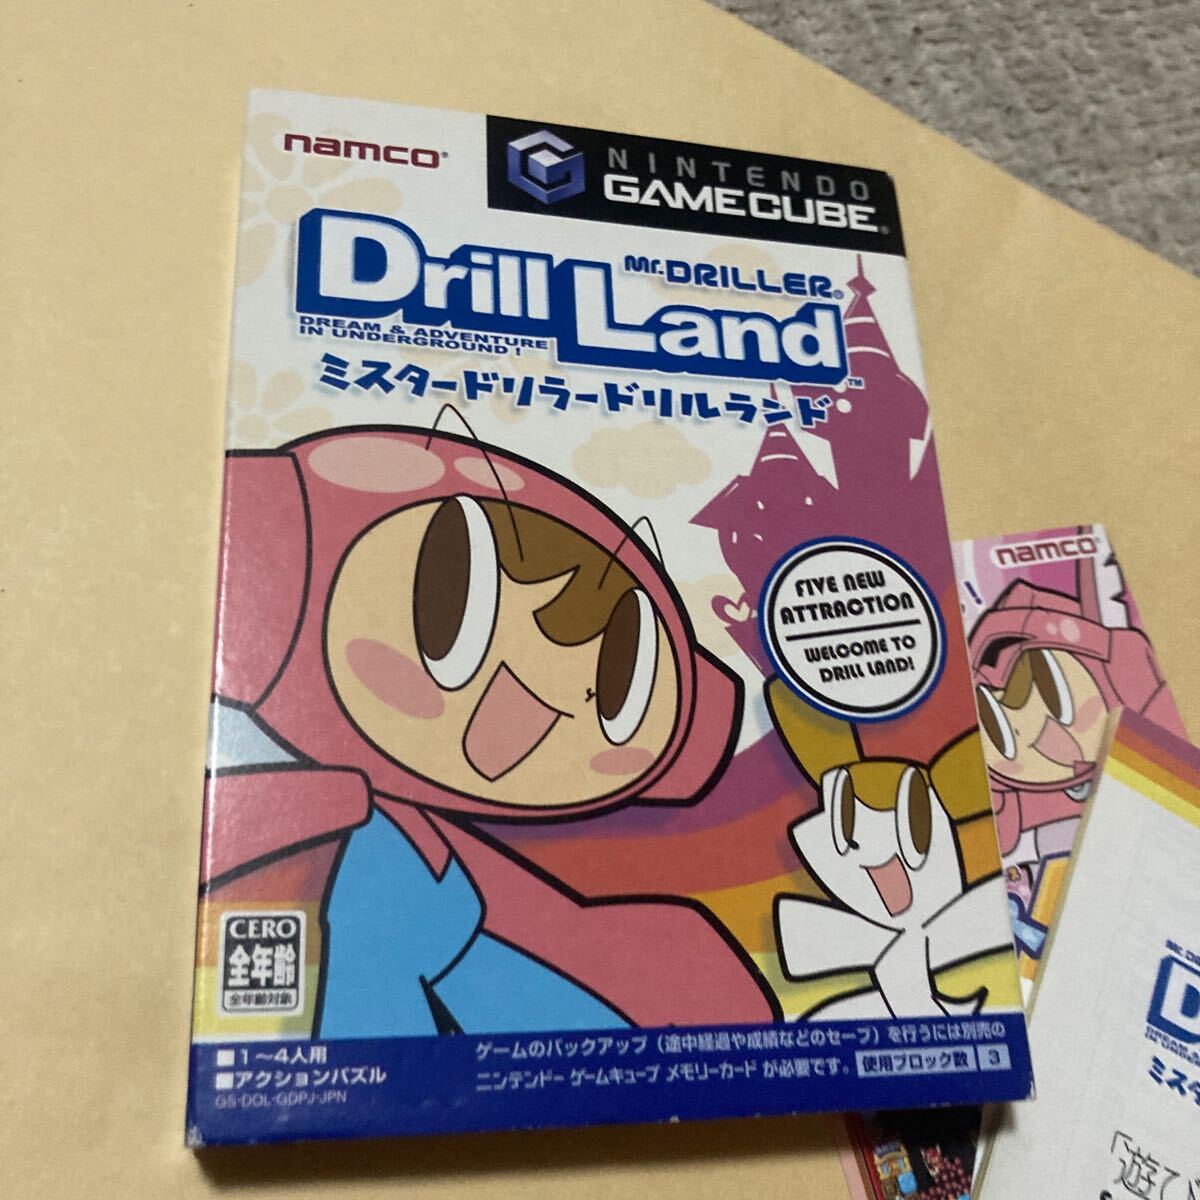 namco®
NINTENDO
GAMECUBE®
Mr.DRILLER®
Drill Land™
DREAM & ADVENTURE
IN UNDERGROUND!
ミスタードリラードリルランド
FIVE NEW
ATTRACTION
WELCOME TO
DRILL LAND!
CERO
全年齢
全年齢対象
■1〜4人用
■アクションパズル
GS-DOL-GDPJ-JPN
ゲームのバックアップ(途中経過や成績などのセーブ)を行うには別売の
ニンテンドーゲームキューブ メモリーカードが必要です。 使用ブロック数 3
namco®
ミス
「遊